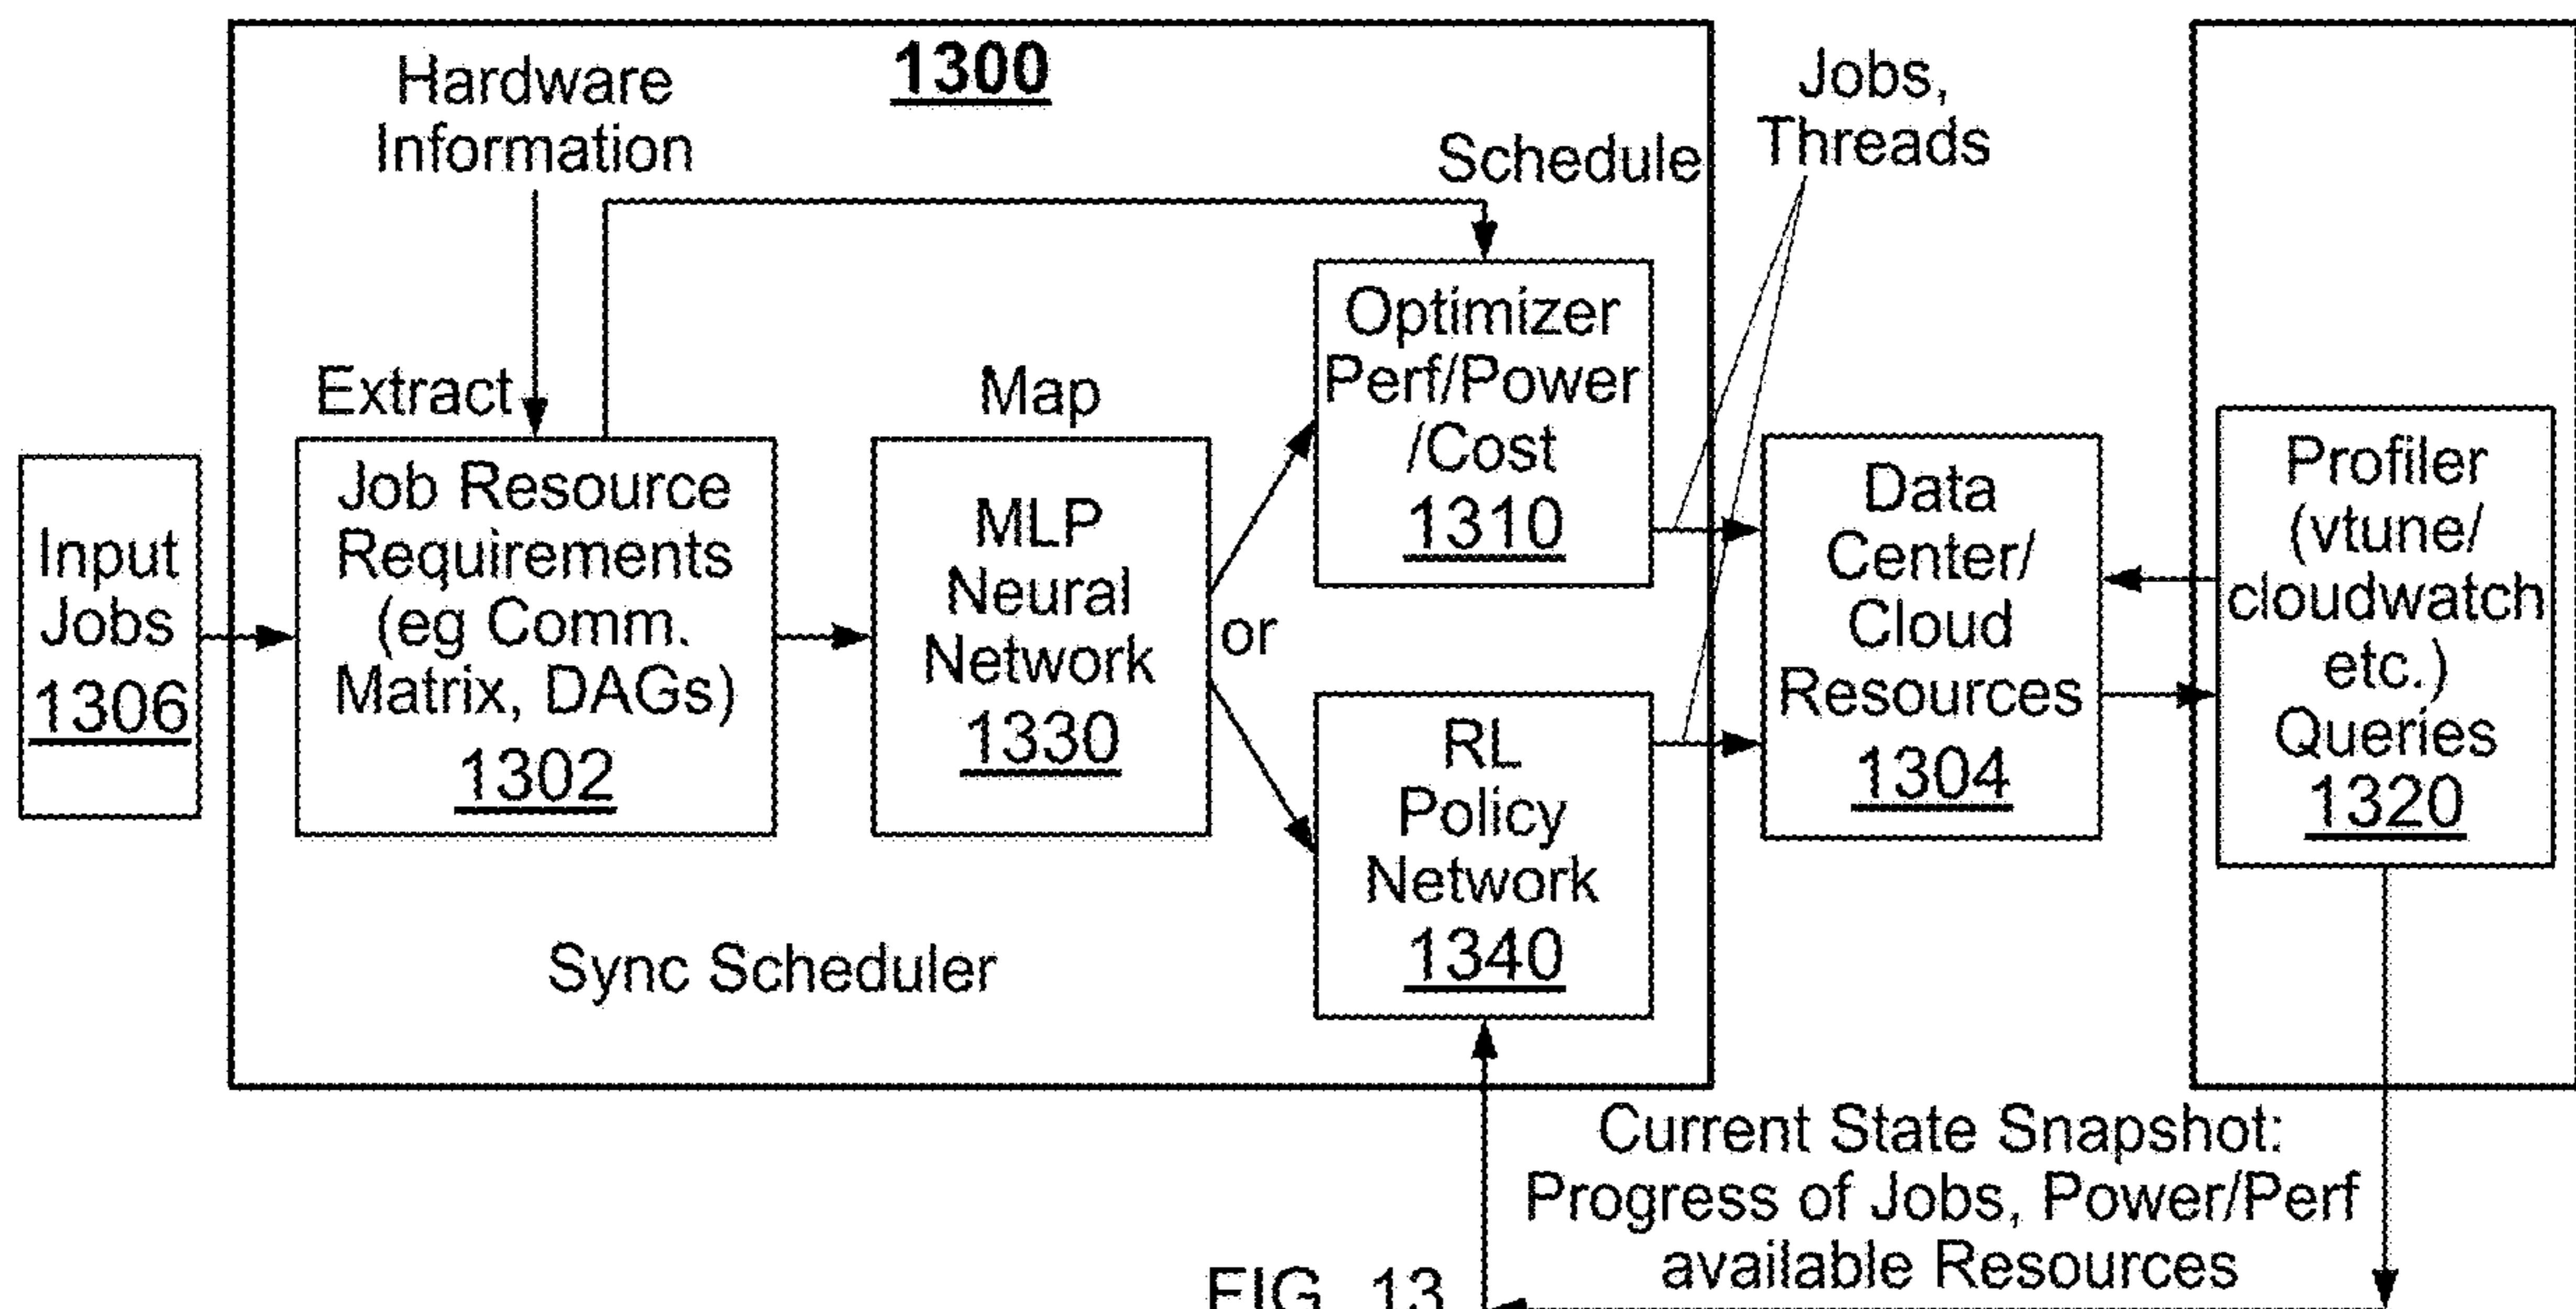 1300
Hardware
Information
Jobs,
Threads
Schedule
Extract
Map
Input
Jobs
1306
Job Resource
Requirements
(eg Comm.
Matrix, DAGs)
1302
MLP
Neural
Network
1330
or
Optimizer
Perf/Power
/Cost
1310
RL
Policy
Network
1340
Data
Center/
Cloud
Resources
1304
Profiler
(vtune/
cloudwatch
etc.)
Queries
1320
Sync Scheduler
Current State Snapshot:
Progress of Jobs, Power/Perf
available Resources
FIG. 13